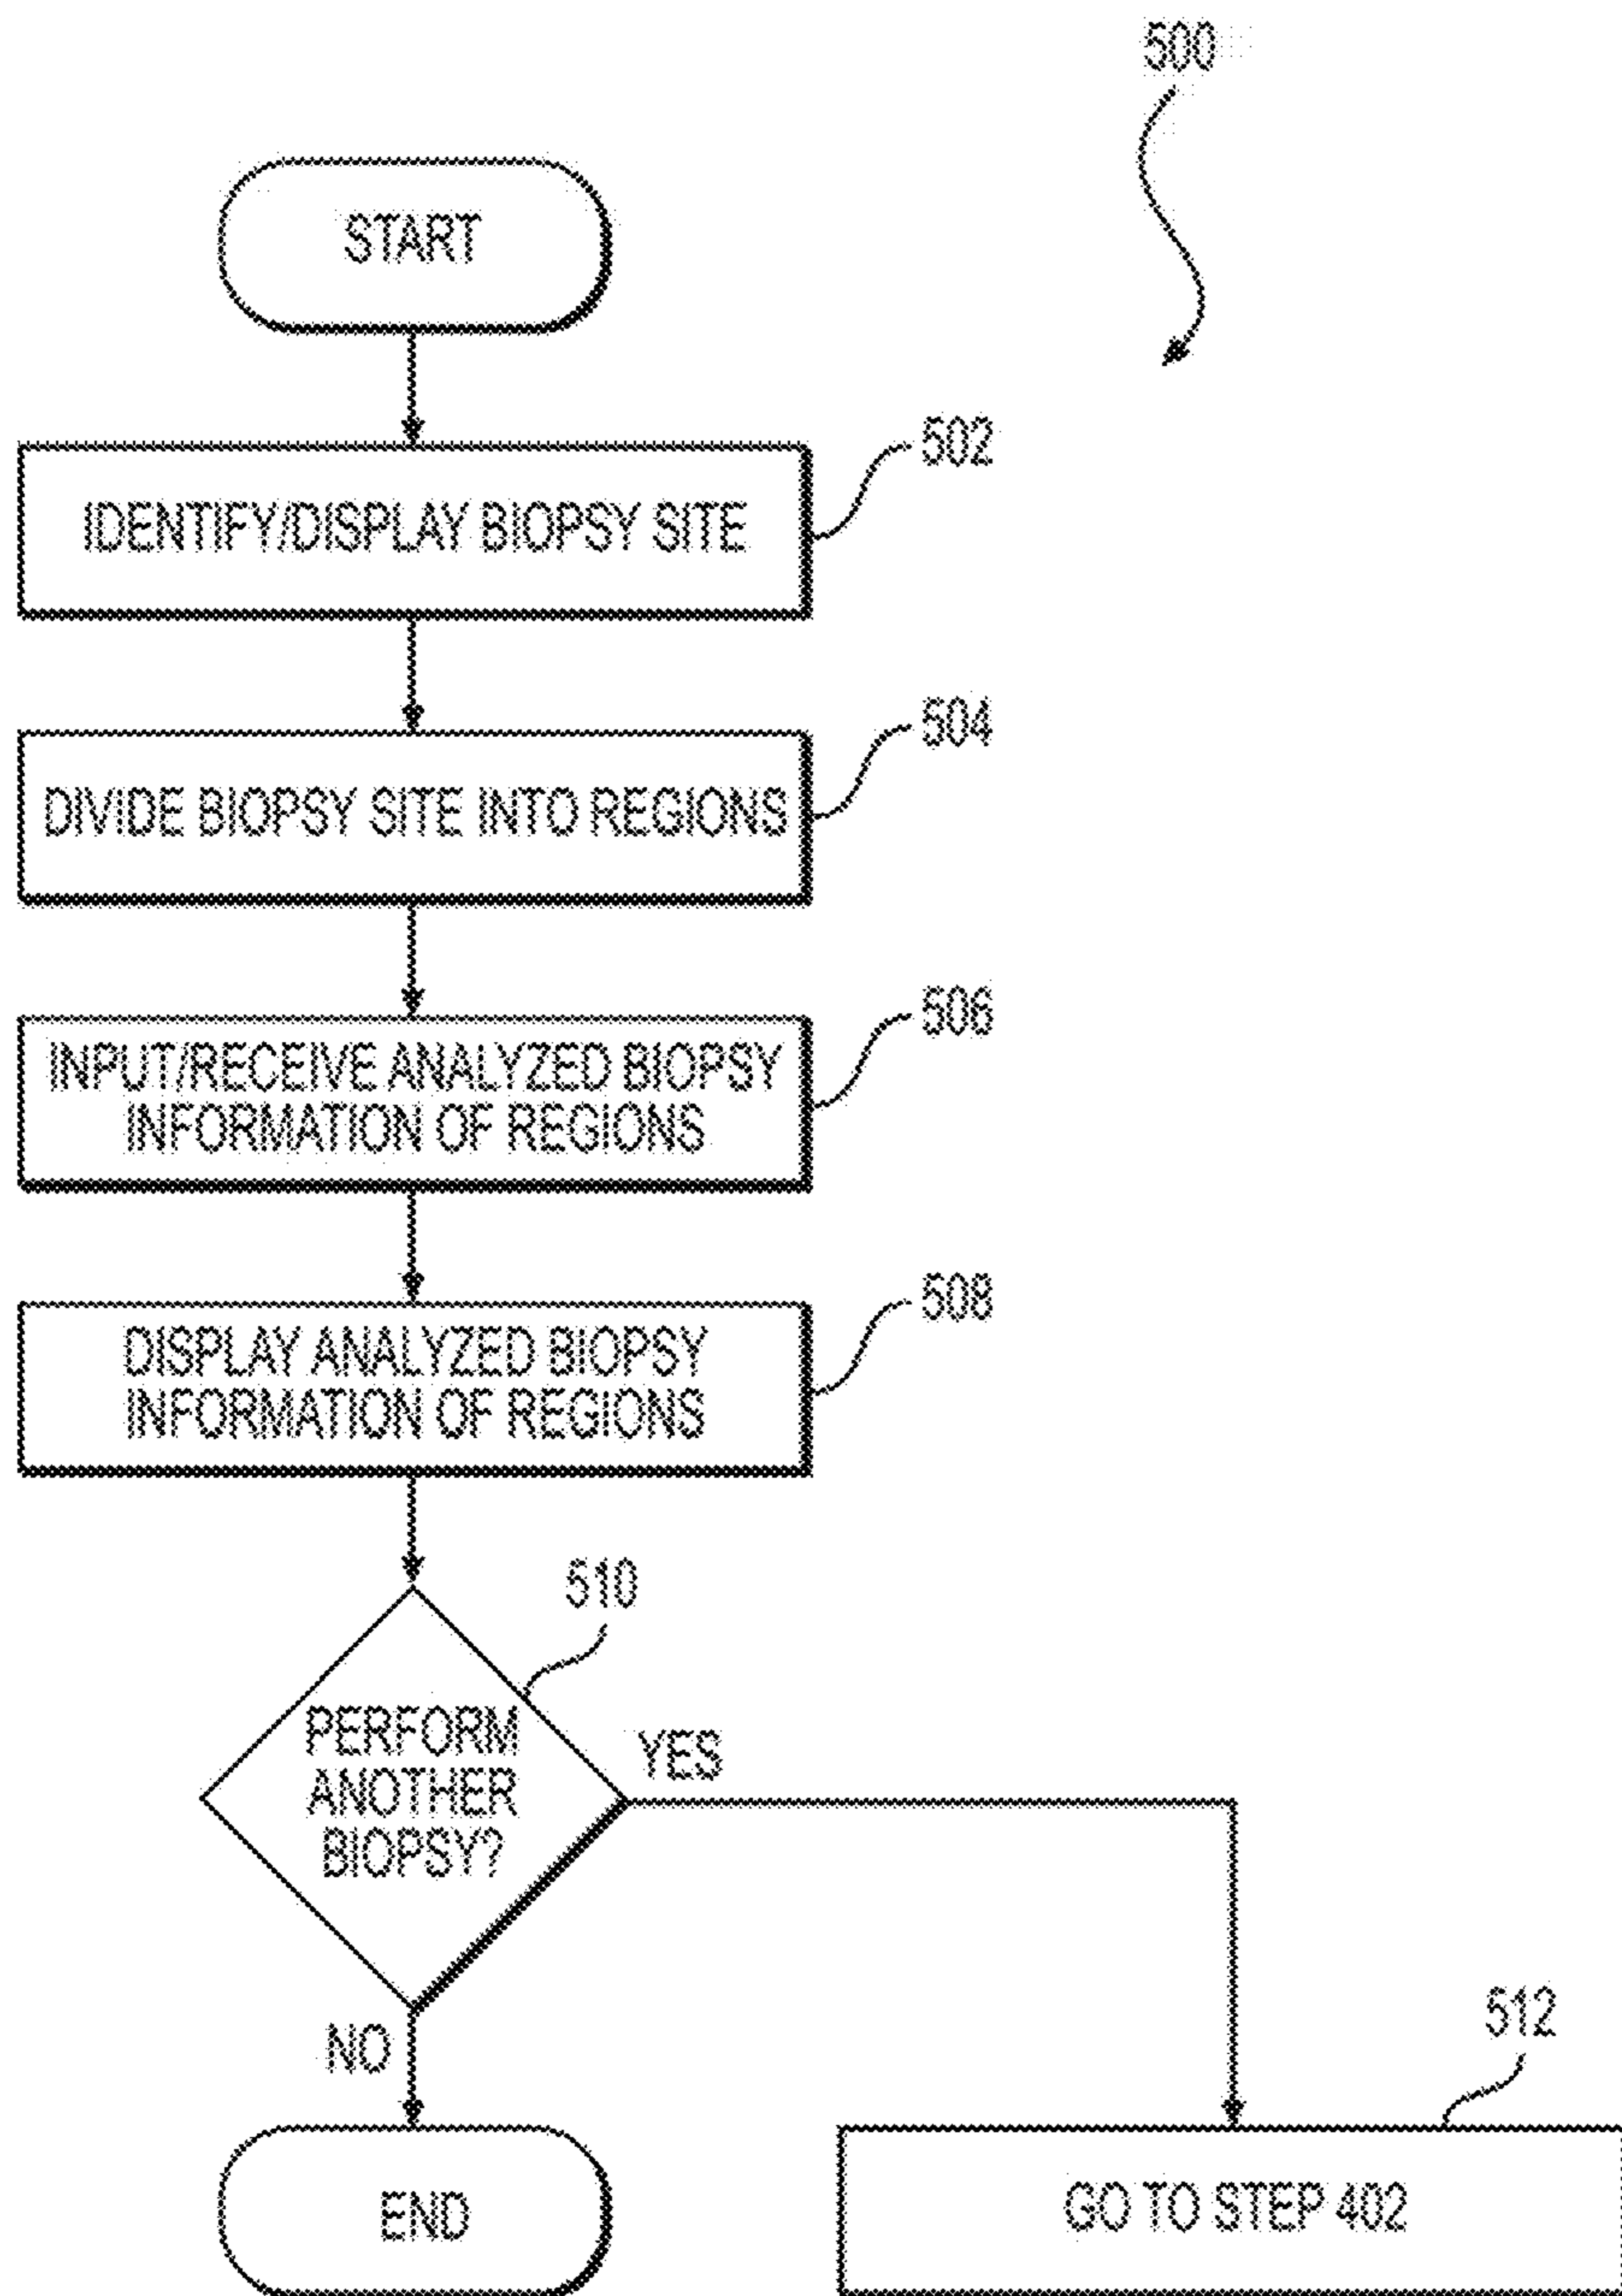 500
START
502
IDENTIFY/DISPLAY BIOPSY SITE
504
DIVIDE BIOPSY SITE INTO REGIONS
506
INPUT/RECEIVE ANALYZED BIOPSY
INFORMATION OF REGIONS
508
DISPLAY ANALYZED BIOPSY
INFORMATION OF REGIONS
510
PERFORM
ANOTHER
BIOPSY?
YES
NO
512
END
GO TO STEP 402